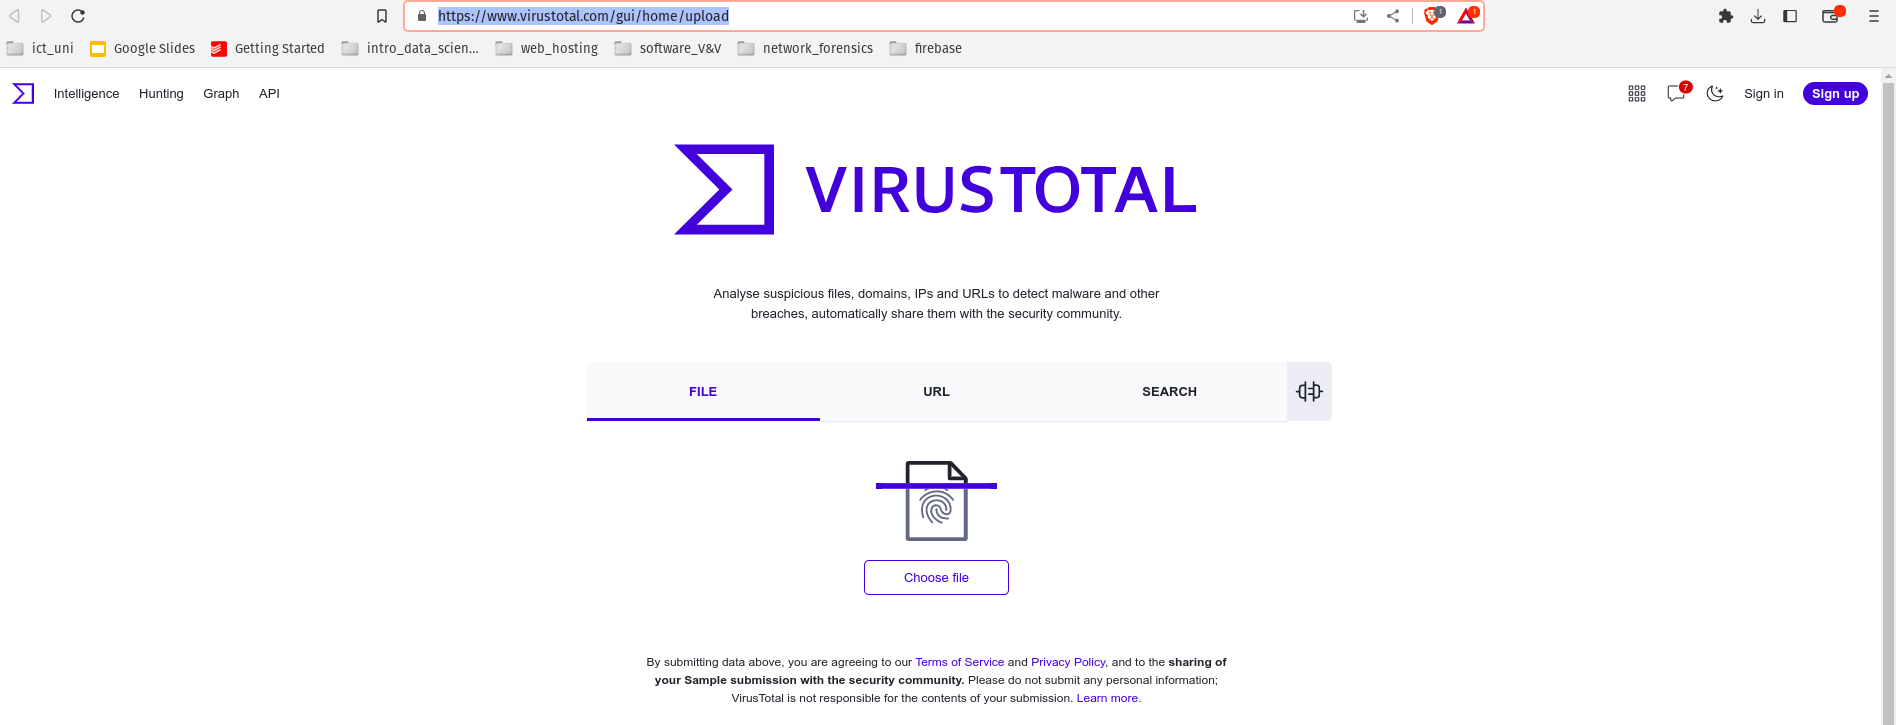 https://www.virustotal.com/gui/home/upload
1
1
ict_uni Google Slides Getting Started intro_data_scien... web_hosting software_V&V network_forensics firebase
Intelligence Hunting Graph API
7
Sign in Sign up
VIRUSTOTAL
Analyse suspicious files, domains, IPs and URLs to detect malware and other
breaches, automatically share them with the security community.
FILE URL SEARCH
Choose file
By submitting data above, you are agreeing to our Terms of Service and Privacy Policy, and to the sharing of
your Sample submission with the security community. Please do not submit any personal information;
VirusTotal is not responsible for the contents of your submission. Learn more.